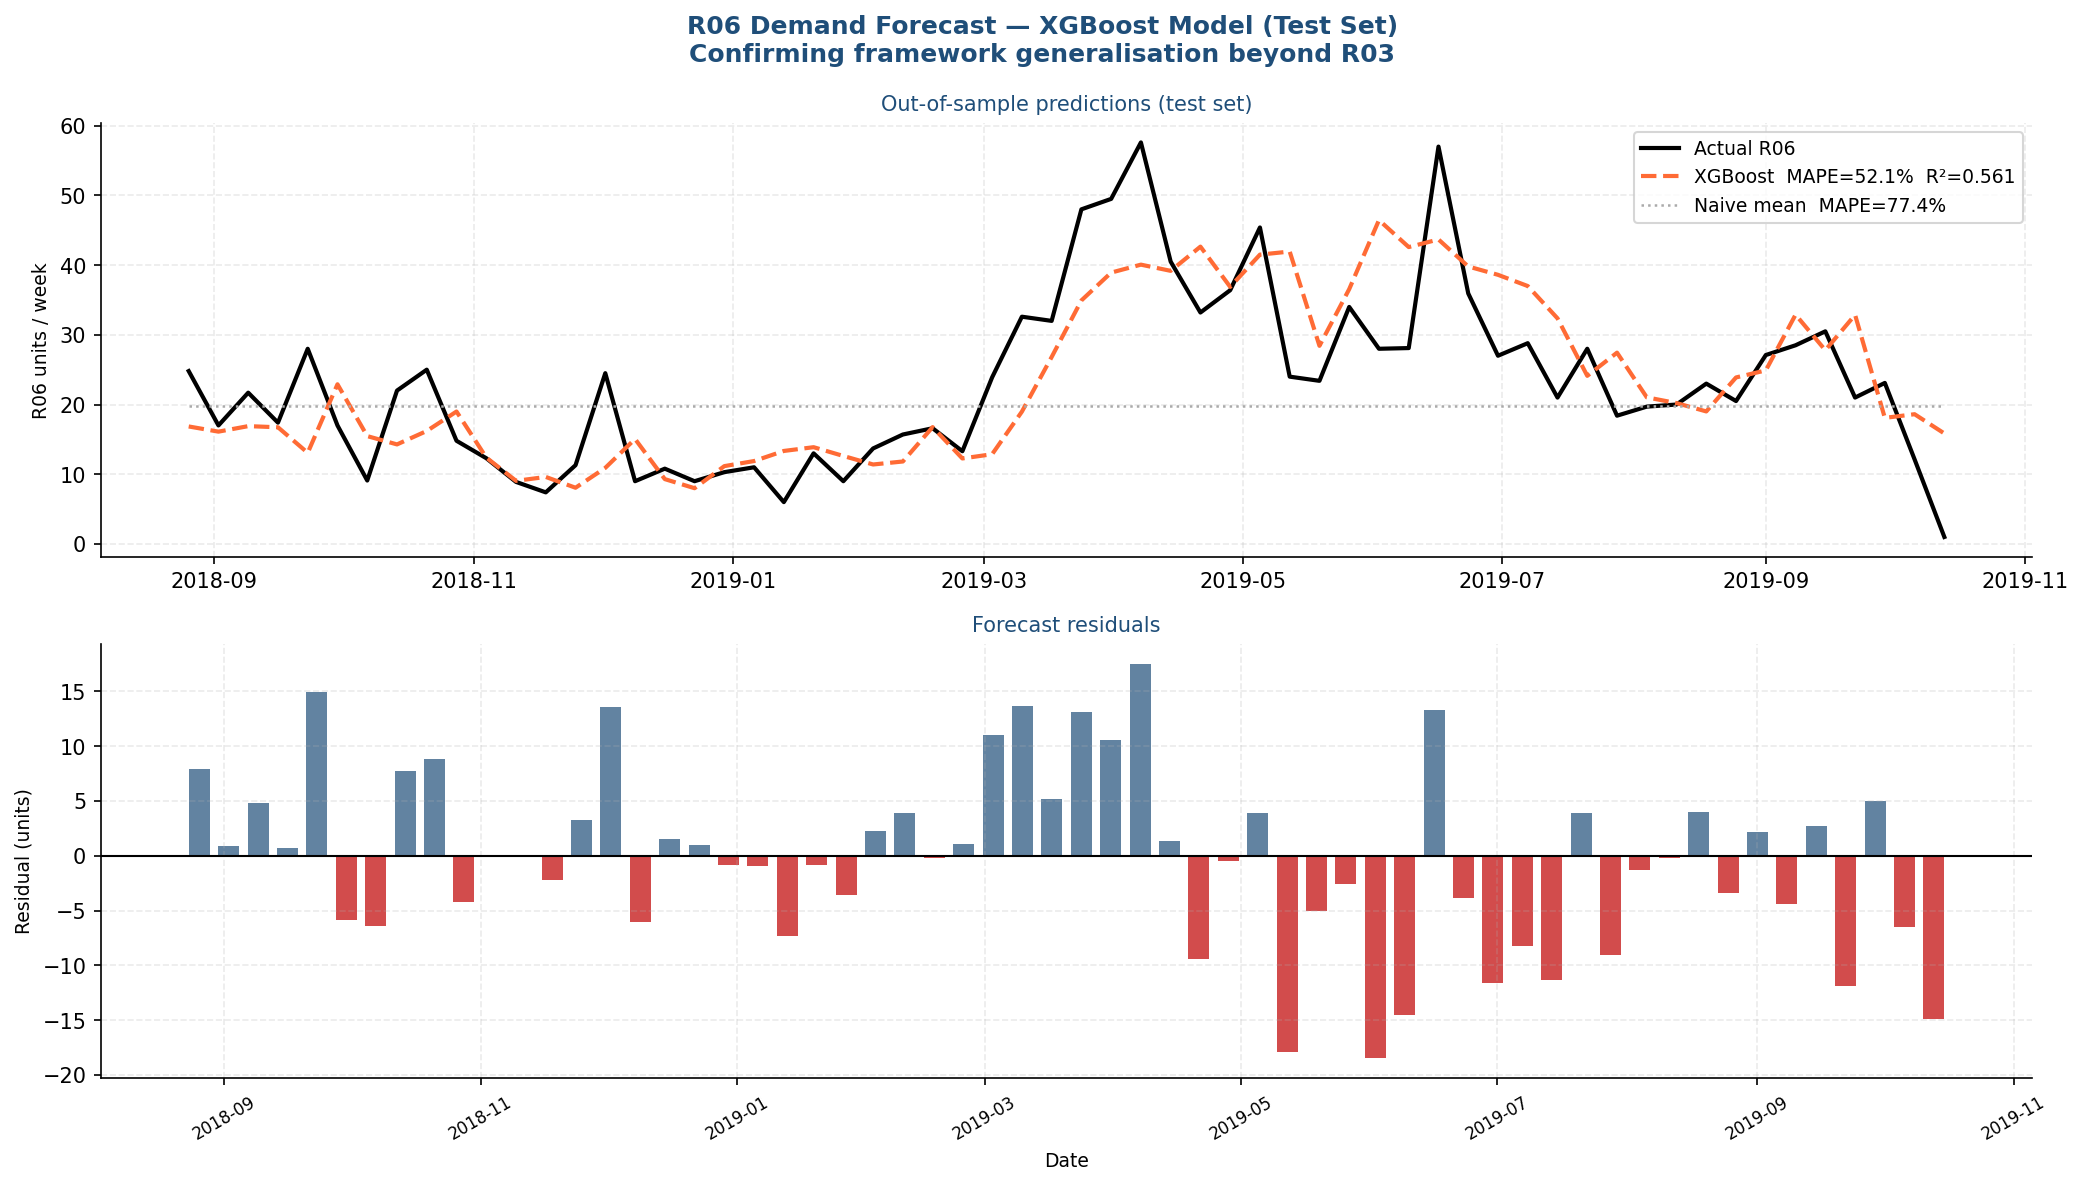 R06 Demand Forecast — XGBoost Model (Test Set)
Confirming framework generalisation beyond R03
Out-of-sample predictions (test set)
60
50
40
30
20
10
0
R06 units / week
Actual R06
XGBoost  MAPE=52.1%  R²=0.561
Naive mean  MAPE=77.4%
2018-09 2018-11 2019-01 2019-03 2019-05 2019-07 2019-09 2019-11
Forecast residuals
15
10
5
0
−5
−10
−15
−20
Residual (units)
2018-09 2018-11 2019-01 2019-03 2019-05 2019-07 2019-09 2019-11
Date